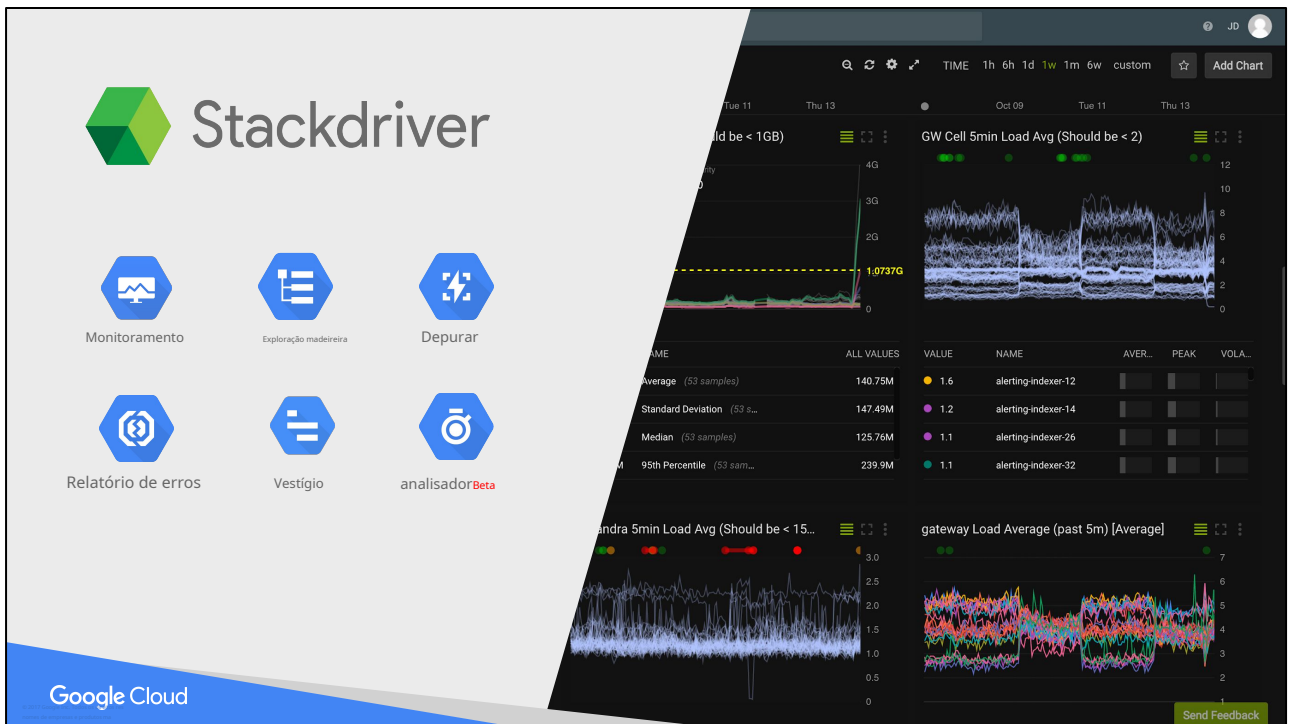 Stackdriver
Monitoramento
Exploração madeireira
Depurar
Relatório de erros
Vestígio
analisadorBeta
Google Cloud
JD
TIME 1h 6h 1d 1w 1m 6w custom
Add Chart
Tue 11 Thu 13
Oct 09 Tue 11 Thu 13
ld be < 1GB)
4G
3G
2G
1.0737G
0
GW Cell 5min Load Avg (Should be < 2)
12
10
8
6
4
2
0
AME ALL VALUES
Average (53 samples) 140.75M
Standard Deviation (53 s... 147.49M
Median (53 samples) 125.76M
M 95th Percentile (53 sam... 239.9M
VALUE NAME AVER... PEAK VOLA...
1.6 alerting-indexer-12
1.2 alerting-indexer-14
1.1 alerting-indexer-26
1.1 alerting-indexer-32
andra 5min Load Avg (Should be < 15...
3.0
2.5
2.0
1.5
1.0
0.5
0
gateway Load Average (past 5m) [Average]
7
6
5
4
3
2
1
Send Feedback